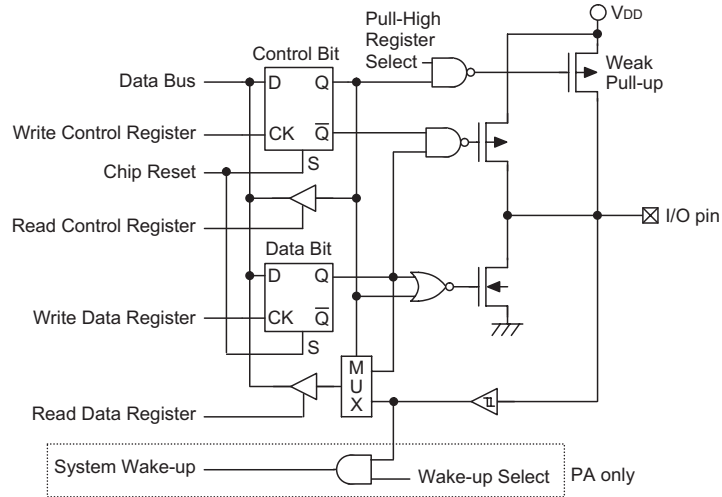 Pull-High
Register
Select
VDD
Control Bit
Weak
Pull-up
Data Bus
D
Q
Write Control Register
CK
Q
Chip Reset
S
Read Control Register
I/O pin
Data Bit
D
Q
Write Data Register
CK
Q
S
M
U
X
Read Data Register
System Wake-up
Wake-up Select
PA only